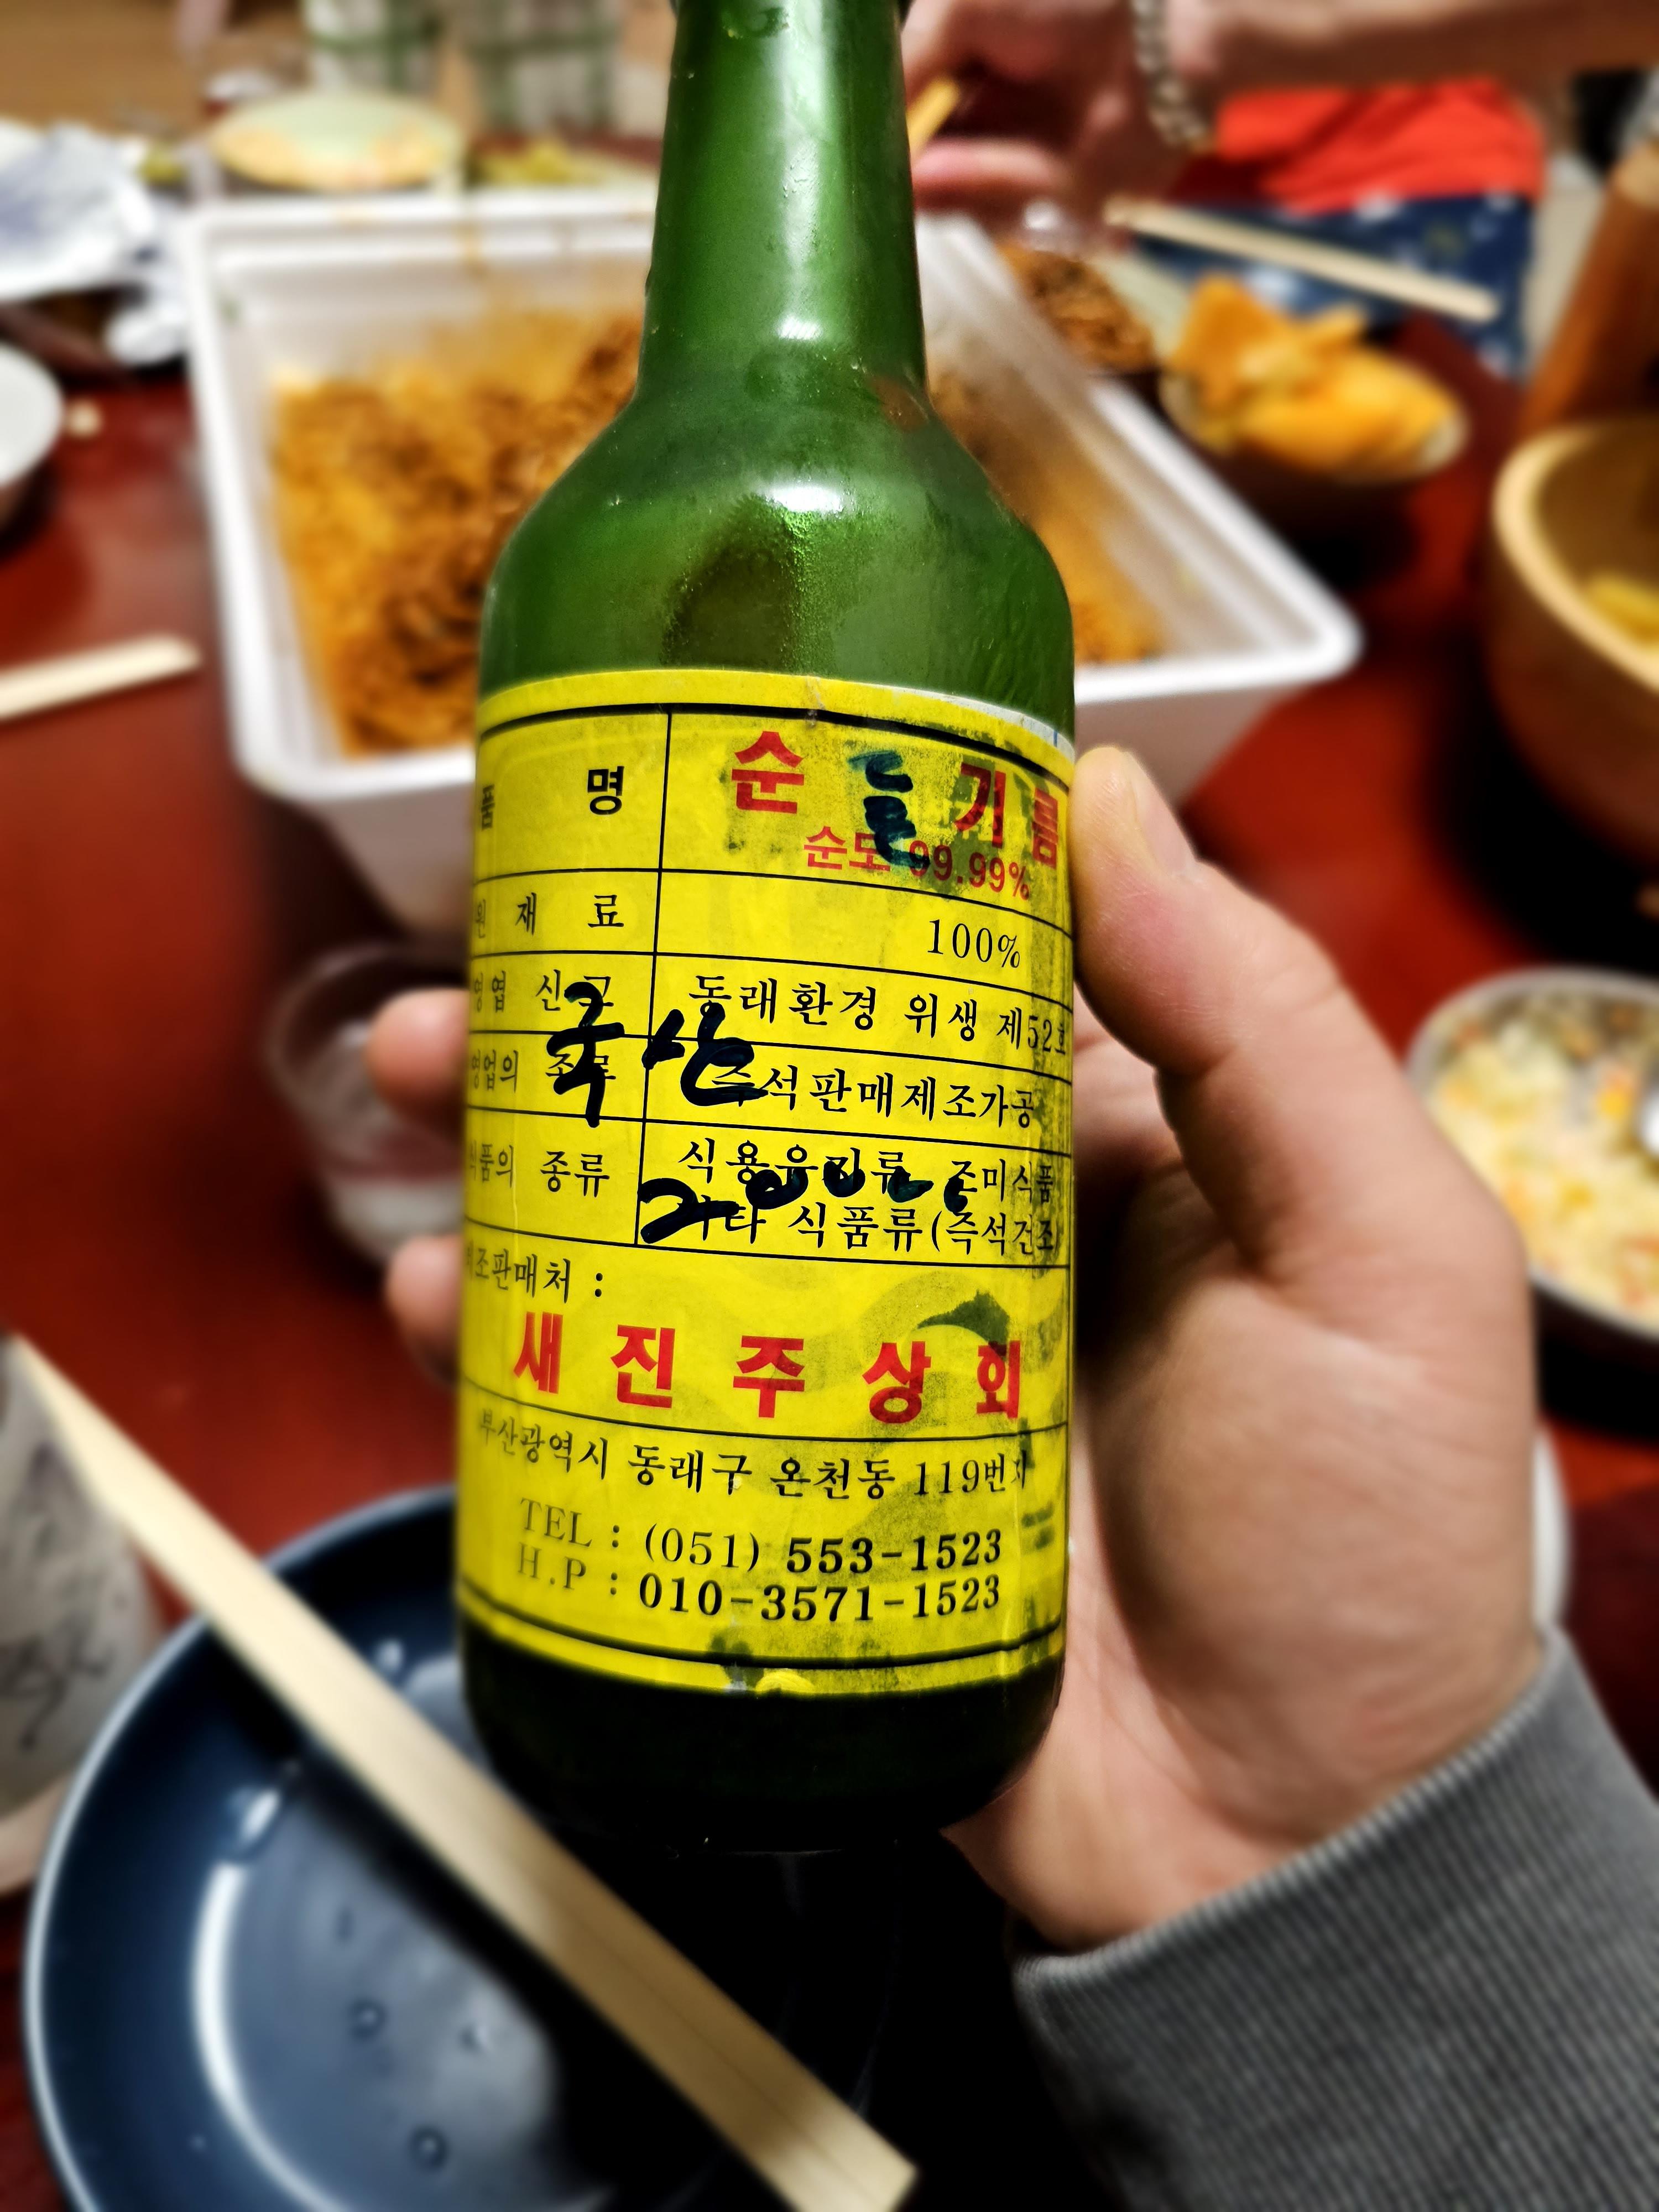 품 명 순 들 기름
순도 99.99%
원 재 료 100%
영업 신고 동래환경 위생 제52호
영업의 종류 즉석판매제조가공
국산
식품의 종류 식용유지류, 조미식품
기타 식품류(즉석건조
제조판매처 :
새진주상회
부산광역시 동래구 온천동 119번지
TEL : (051) 553-1523
H.P : 010-3571-1523